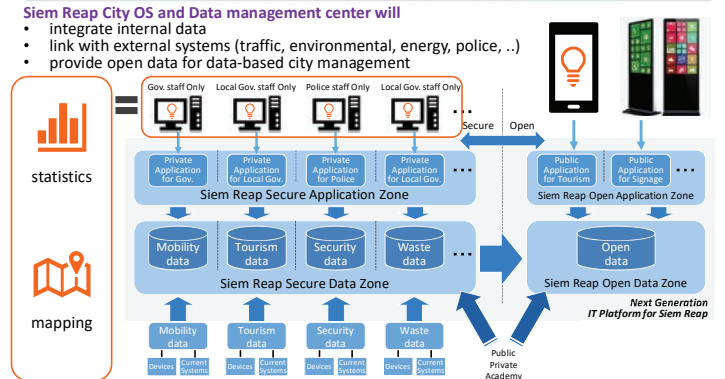 Siem Reap City OS and Data management center will
• integrate internal data
• link with external systems (traffic, environmental, energy, police, ..)
• provide open data for data-based city management
Gov. staff Only
Local Gov. staff Only
Police staff Only
Local Gov. staff Only
...
Secure
Open
statistics
mapping
Private
Application
for Gov.
Private
Application
for Local Gov.
Private
Application
for Police
Private
Application
for Local Gov.
...
Siem Reap Secure Application Zone
Public
Application
for Tourism
Public
Application
for Signage
...
Siem Reap Open Application Zone
Mobility
data
Tourism
data
Security
data
Waste
data
...
Siem Reap Secure Data Zone
Open
data
Siem Reap Open Data Zone
Next Generation
IT Platform for Siem Reap
Mobility
data
Tourism
data
Security
data
Waste
data
Devices
Current
Systems
Devices
Current
Systems
Devices
Current
Systems
Devices
Current
Systems
Public
Private
Academy